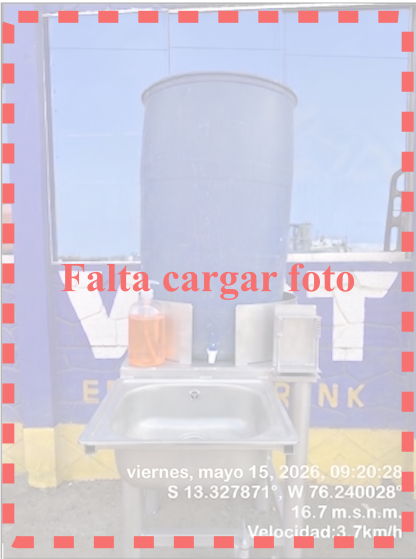 Falta cargar foto
V T
E RINK
viernes, mayo 15, 2026, 09:20:28
S 13.327871°, W 76.240028°
16.7 m.s.n.m.
Velocidad:3.7km/h